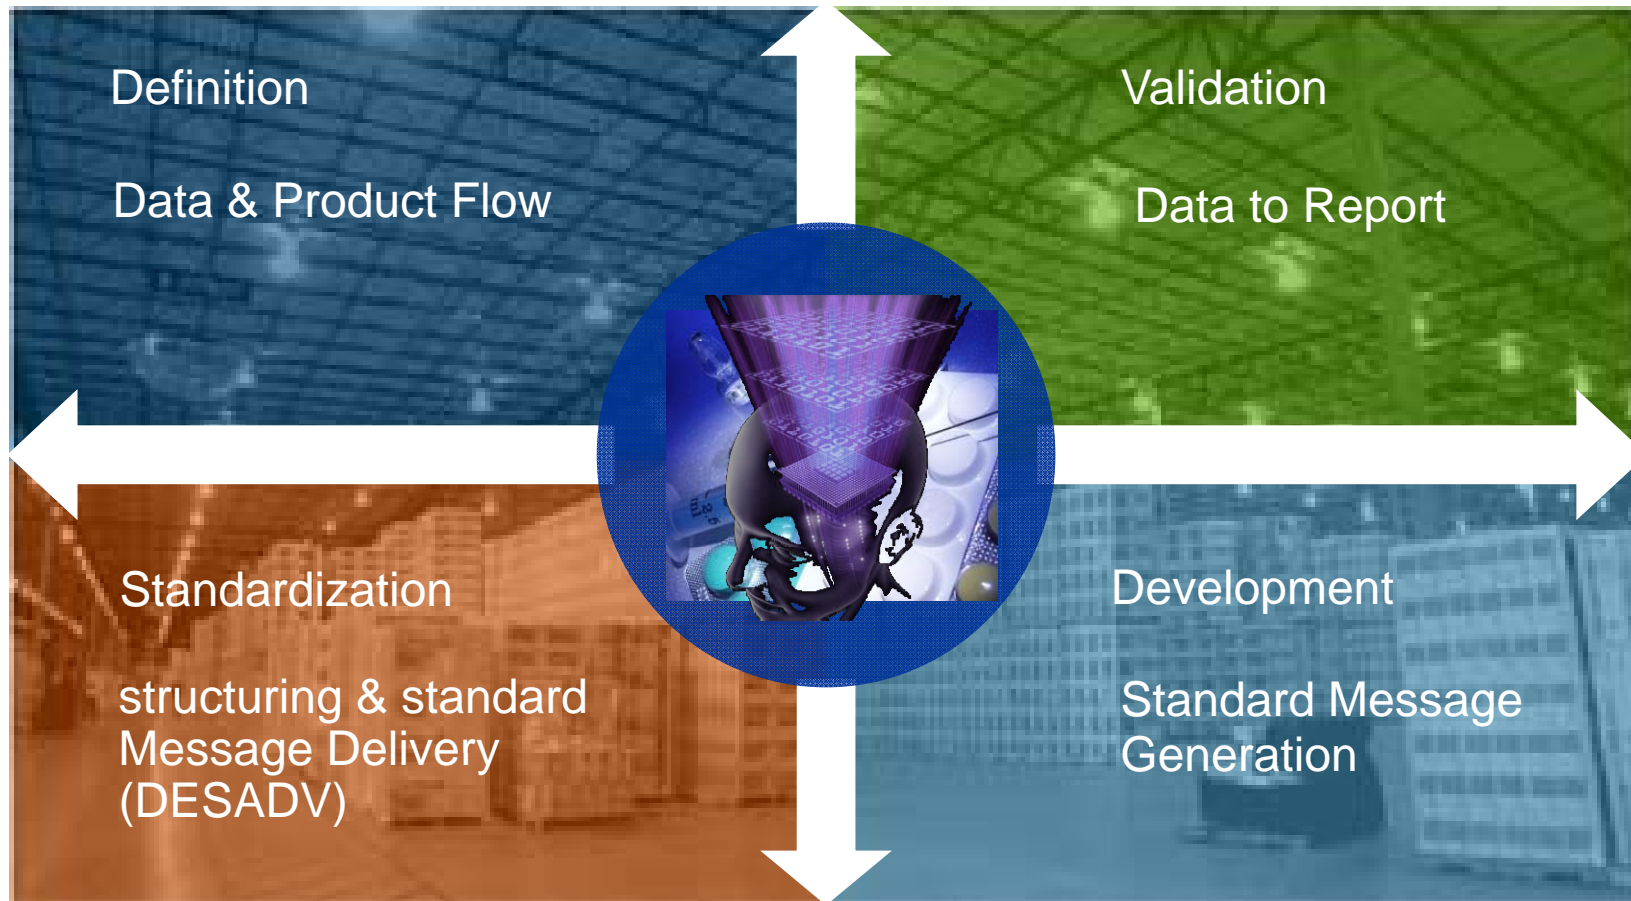 Definition
Data & Product Flow
Validation
Data to Report
Standardization
structuring & standard
Message Delivery
(DESADV)
Development
Standard Message
Generation